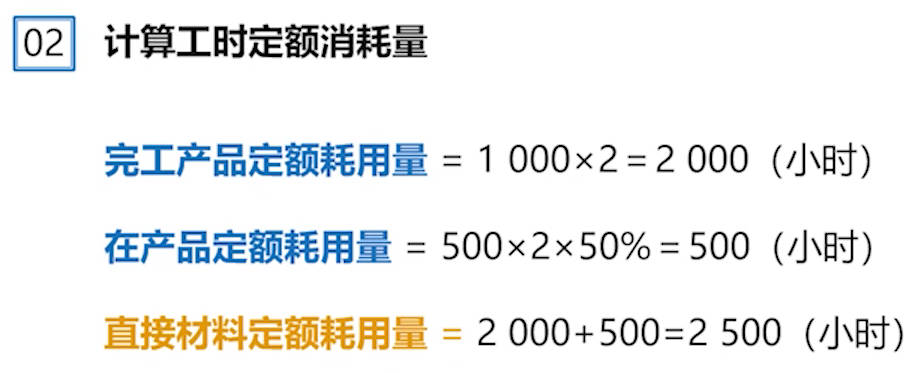 02 计算工时定额消耗量
完工产品定额耗用量 = 1 000×2 = 2 000（小时）
在产品定额耗用量 = 500×2×50% = 500（小时）
直接材料定额耗用量 = 2 000+500=2 500（小时）